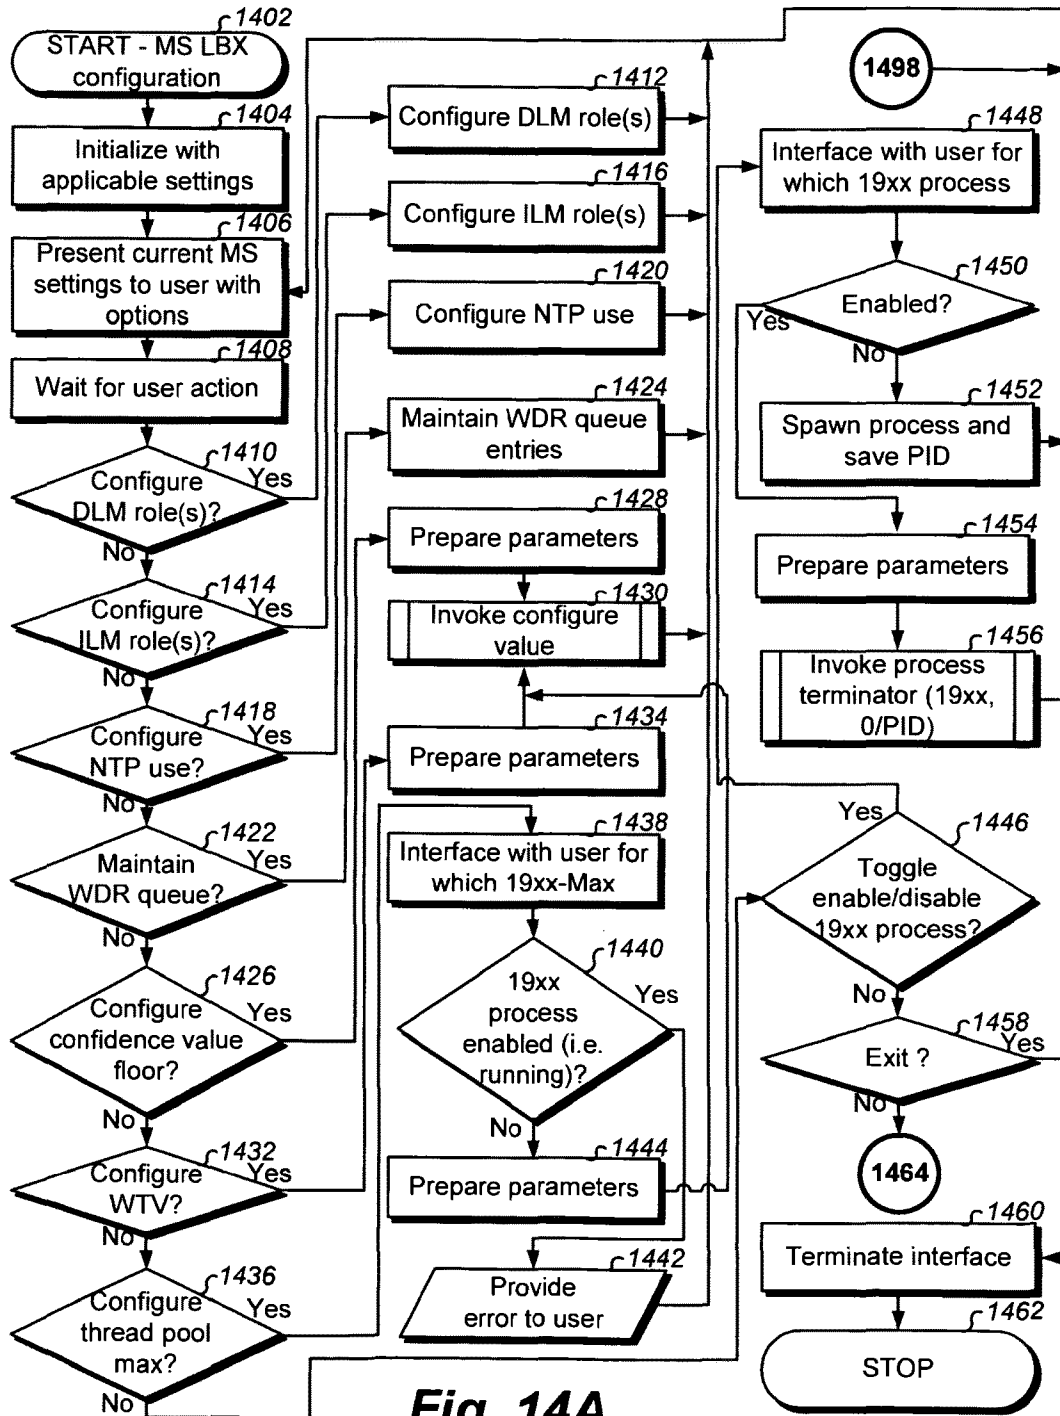 1402
START - MS LBX
configuration
1404
Initialize with
applicable settings
1406
Present current MS
settings to user with
options
1408
Wait for user action
1410
Configure
DLM role(s)?
Yes
No
1414
Configure
ILM role(s)?
Yes
No
1418
Configure
NTP use?
Yes
No
1422
Maintain
WDR queue?
Yes
No
1426
Configure
confidence value
floor?
Yes
No
1432
Configure
WTV?
Yes
No
1436
Configure
thread pool
max?
Yes
No
1412
Configure DLM role(s)
1416
Configure ILM role(s)
1420
Configure NTP use
1424
Maintain WDR queue
entries
1428
Prepare parameters
1430
Invoke configure
value
1434
Prepare parameters
1438
Interface with user for
which 19xx-Max
1440
19xx
process
enabled (i.e.
running)?
Yes
No
1444
Prepare parameters
1442
Provide
error to user
1498
1448
Interface with user for
which 19xx process
1450
Enabled?
Yes
No
1452
Spawn process and
save PID
1454
Prepare parameters
1456
Invoke process
terminator (19xx,
0/PID)
Yes
1446
Toggle
enable/disable
19xx process?
No
1458
Exit ?
Yes
No
1464
1460
Terminate interface
1462
STOP
Fig. 14A